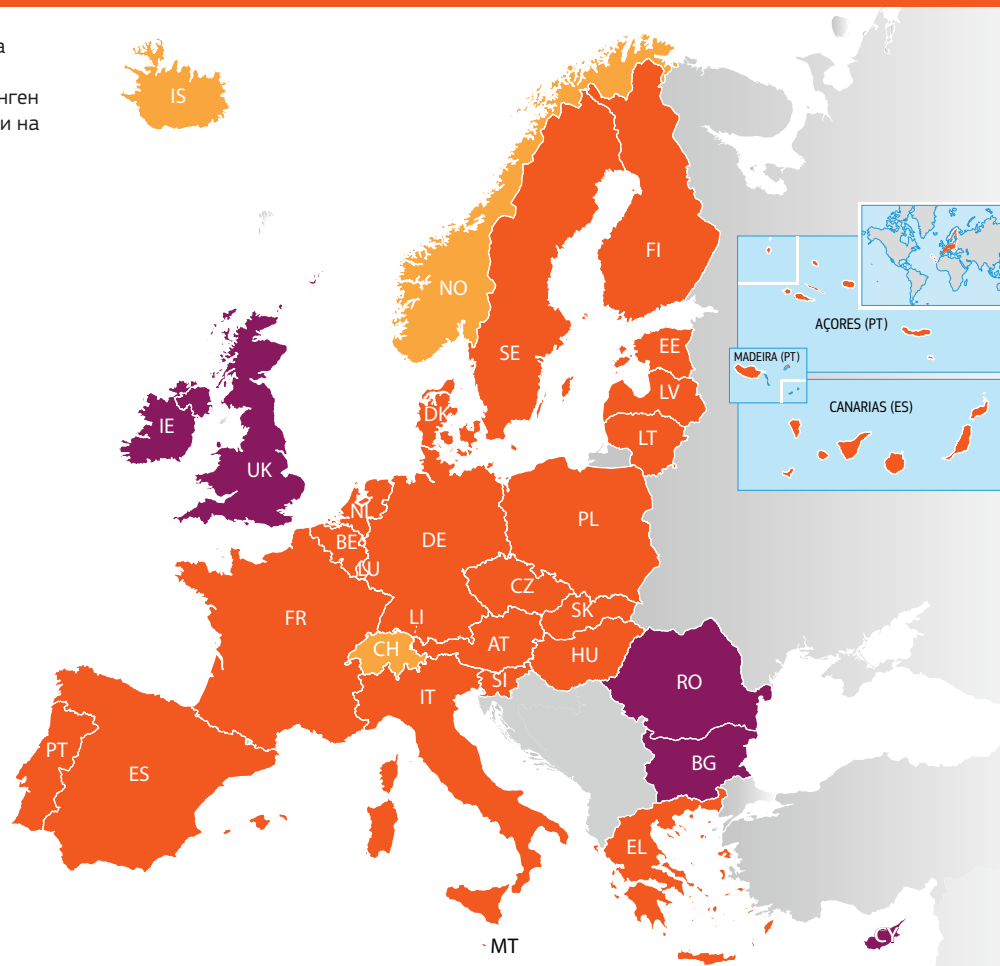 а
нген
и на
IS
NO
FI
SE
EE
LV
LT
DK
IE
UK
NL
BE
LU
DE
PL
CZ
SK
FR
LI
CH
AT
HU
SI
IT
RO
BG
PT
ES
EL
MT
CY
AÇORES (PT)
MADEIRA (PT)
CANARIAS (ES)